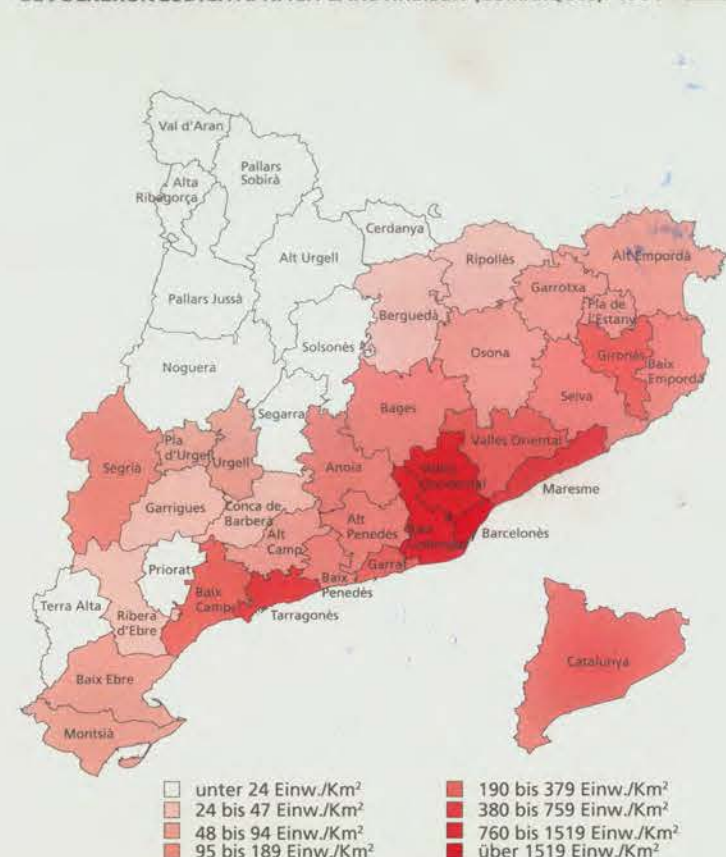 Val d'Aran
Pallars
Sobirà
Alta
Ribagorça
Cerdanya
Alt Urgell
Ripollès
Alt Empordà
Garrotxa
Pla de
l'Estany
Pallars Jussà
Berguedà
Solsonès
Osona
Gironès
Baix
Empordà
Noguera
Selva
Segarra
Bages
Vallès Oriental
Pla
d'Urgell
Urgell
Segrià
Anoia
Vallès
Occidental
Maresme
Garrigues
Conca de
Barberà
Alt
Camp
Alt
Penedès
Baix
Barcelonès
Priorat
Garraf
Baix
Penedès
Baix
Camp
Tarragonès
Terra Alta
Ribera
d'Ebre
Catalunya
Baix Ebre
Montsià
unter 24 Einw./Km²
24 bis 47 Einw./Km²
48 bis 94 Einw./Km²
95 bis 189 Einw./Km²
190 bis 379 Einw./Km²
380 bis 759 Einw./Km²
760 bis 1519 Einw./Km²
über 1519 Einw./Km²